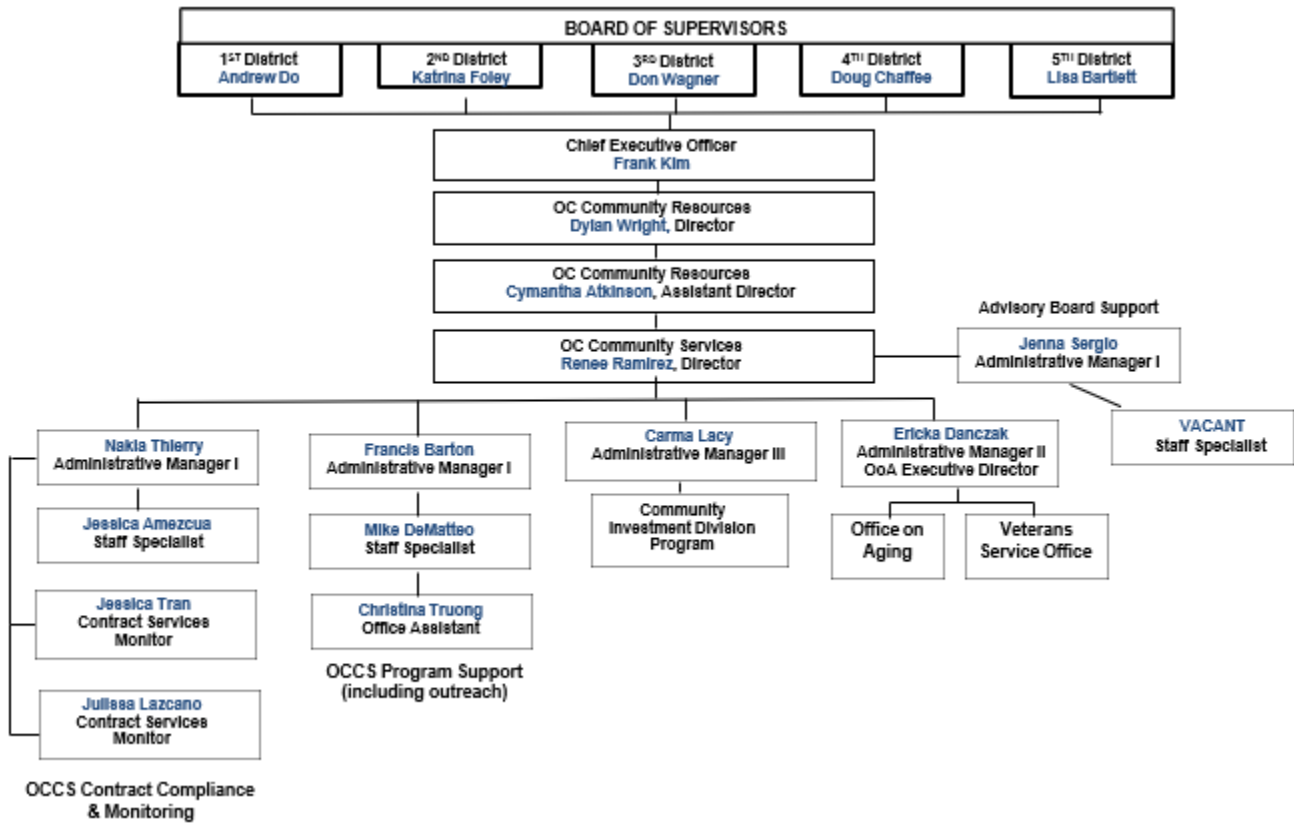 BOARD OF SUPERVISORS
1ST District
Andrew Do
2ND District
Katrina Foley
3RD District
Don Wagner
4TH District
Doug Chaffee
5TH District
Lisa Bartlett
Chief Executive Officer
Frank Kim
OC Community Resources
Dylan Wright, Director
OC Community Resources
Cymantha Atkinson, Assistant Director
OC Community Services
Renee Ramirez, Director
Advisory Board Support
Jenna Sergio
Administrative Manager I
VACANT
Staff Specialist
Nakia Thierry
Administrative Manager I
Jessica Amezcua
Staff Specialist
Jessica Tran
Contract Services
Monitor
Julissa Lazcano
Contract Services
Monitor
OCCS Contract Compliance
& Monitoring
Francis Barton
Administrative Manager I
Mike DeMatteo
Staff Specialist
Christina Truong
Office Assistant
OCCS Program Support
(including outreach)
Carma Lacy
Administrative Manager III
Community
Investment Division
Program
Ericka Danczak
Administrative Manager II
OoA Executive Director
Office on
Aging
Veterans
Service Office